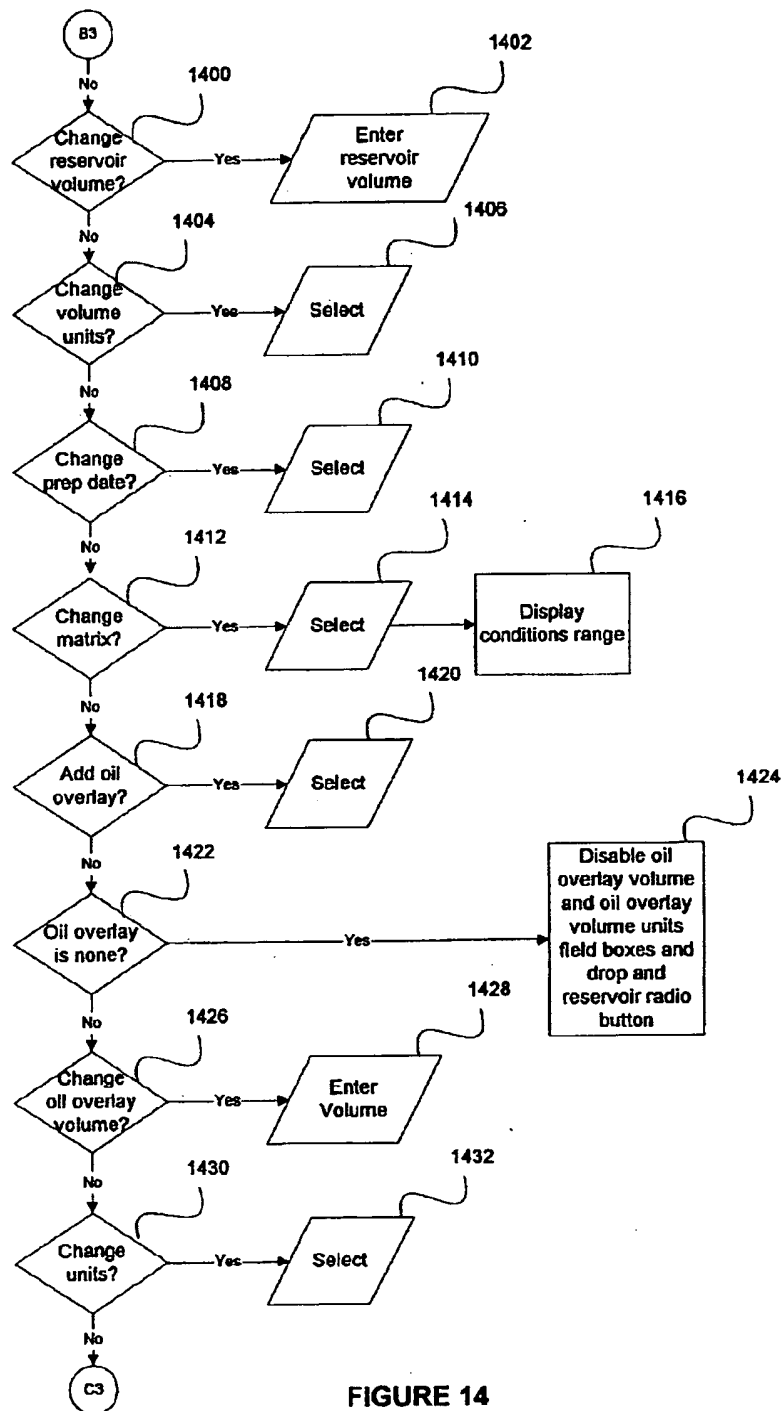 B3
No
1400
1402
Change
reservoir
volume?
Yes
Enter
reservoir
volume
No
1404
1406
Change
volume
units?
Yes
Select
No
1408
1410
Change
prep date?
Yes
Select
No
1412
1414
1416
Change
matrix?
Yes
Select
Display
conditions range
No
1418
1420
Add oil
overlay?
Yes
Select
No
1422
1424
Oil overlay
is none?
Yes
Disable oil
overlay volume
and oil overlay
volume units
field boxes and
drop and
reservoir radio
button
No
1426
1428
Change
oil overlay
volume?
Yes
Enter
Volume
No
1430
1432
Change
units?
Yes
Select
No
C3
FIGURE 14